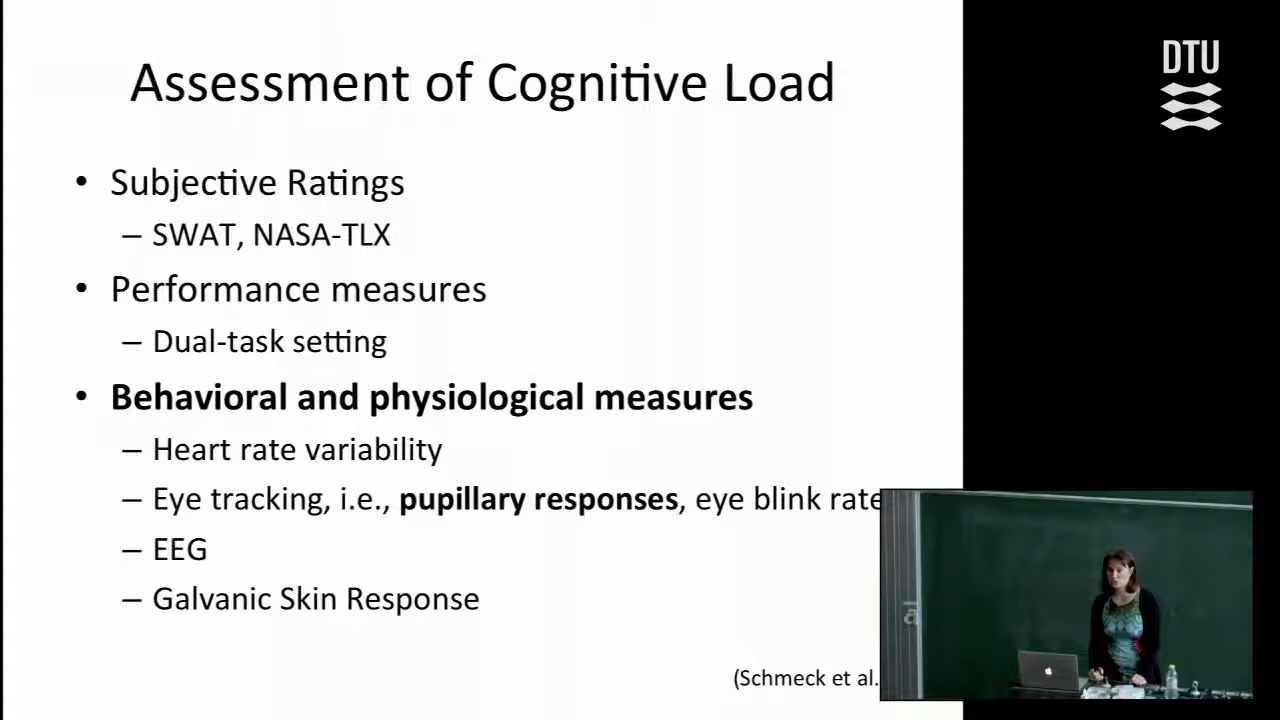 Assessment of Cognitive Load
DTU
• Subjective Ratings
– SWAT, NASA-TLX
• Performance measures
– Dual-task setting
• Behavioral and physiological measures
– Heart rate variability
– Eye tracking, i.e., pupillary responses, eye blink rate
– EEG
– Galvanic Skin Response
(Schmeck et al.